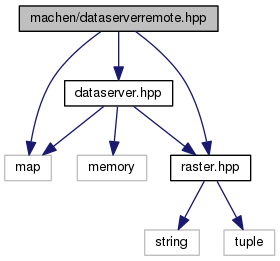 machen/dataserverremote.hpp
dataserver.hpp
map
memory
raster.hpp
string
tuple